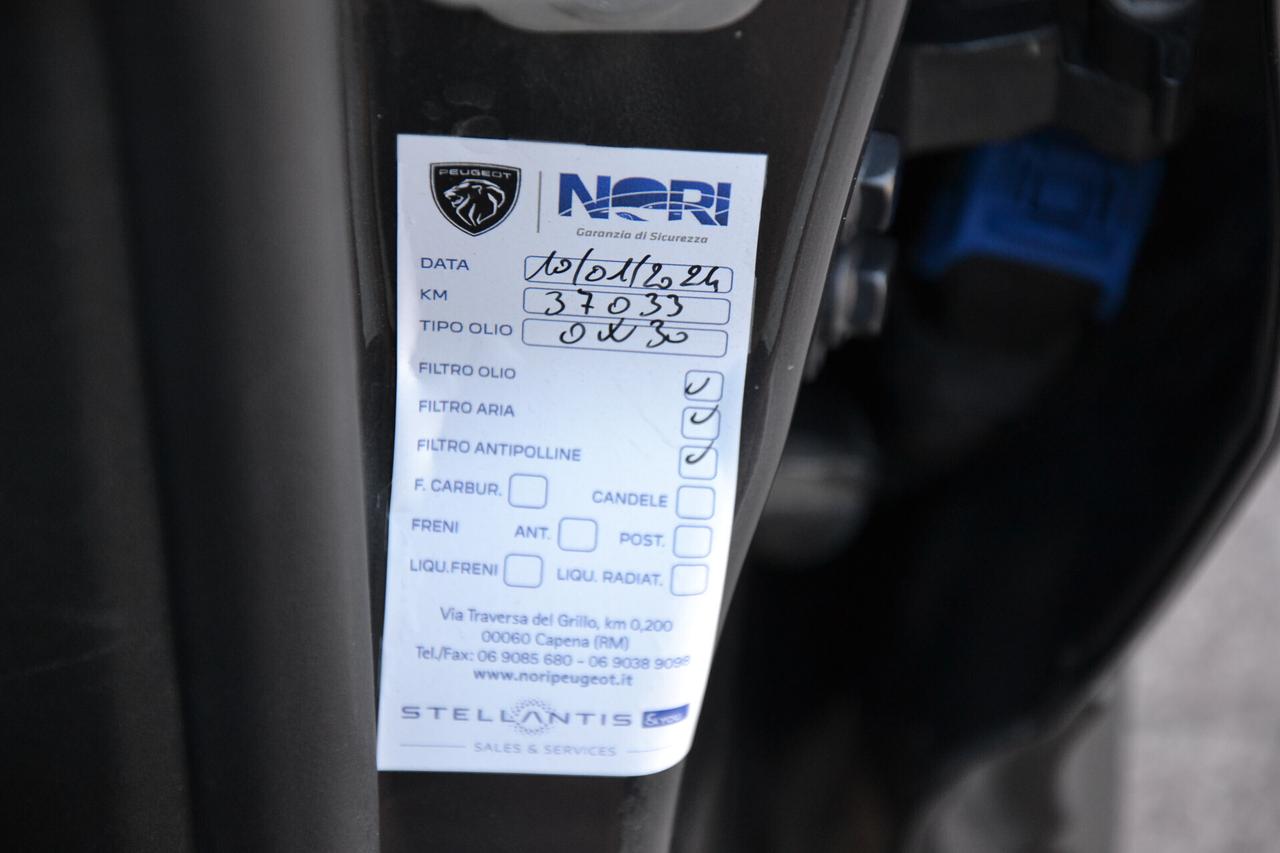 PEUGEOT
NORI
Garanzia di Sicurezza
DATA 10/01/2024
KM 37033
TIPO OLIO 0W30
FILTRO OLIO ✓
FILTRO ARIA ✓
FILTRO ANTIPOLLINE ✓
F. CARBUR. CANDELE
FRENI ANT. POST.
LIQU.FRENI LIQU. RADIAT.
Via Traversa del Grillo, km 0,200
00060 Capena (RM)
Tel./Fax: 06 9085 680 - 06 9038 9098
www.noripeugeot.it
STELLANTIS &YOU
SALES & SERVICES